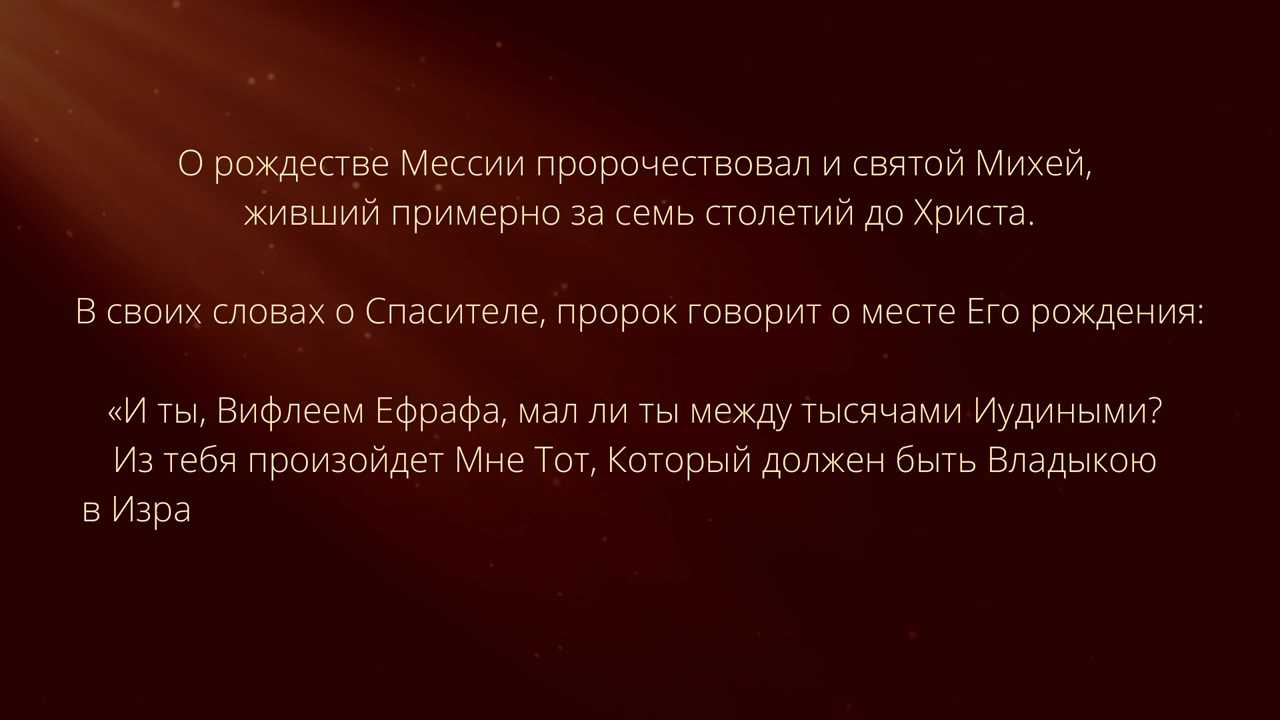 О рождестве Мессии пророчествовал и святой Михей,
живший примерно за семь столетий до Христа.
В своих словах о Спасителе, пророк говорит о месте Его рождения:
«И ты, Вифлеем Ефрафа, мал ли ты между тысячами Иудиными?
Из тебя произойдет Мне Тот, Который должен быть Владыкою
в Изра